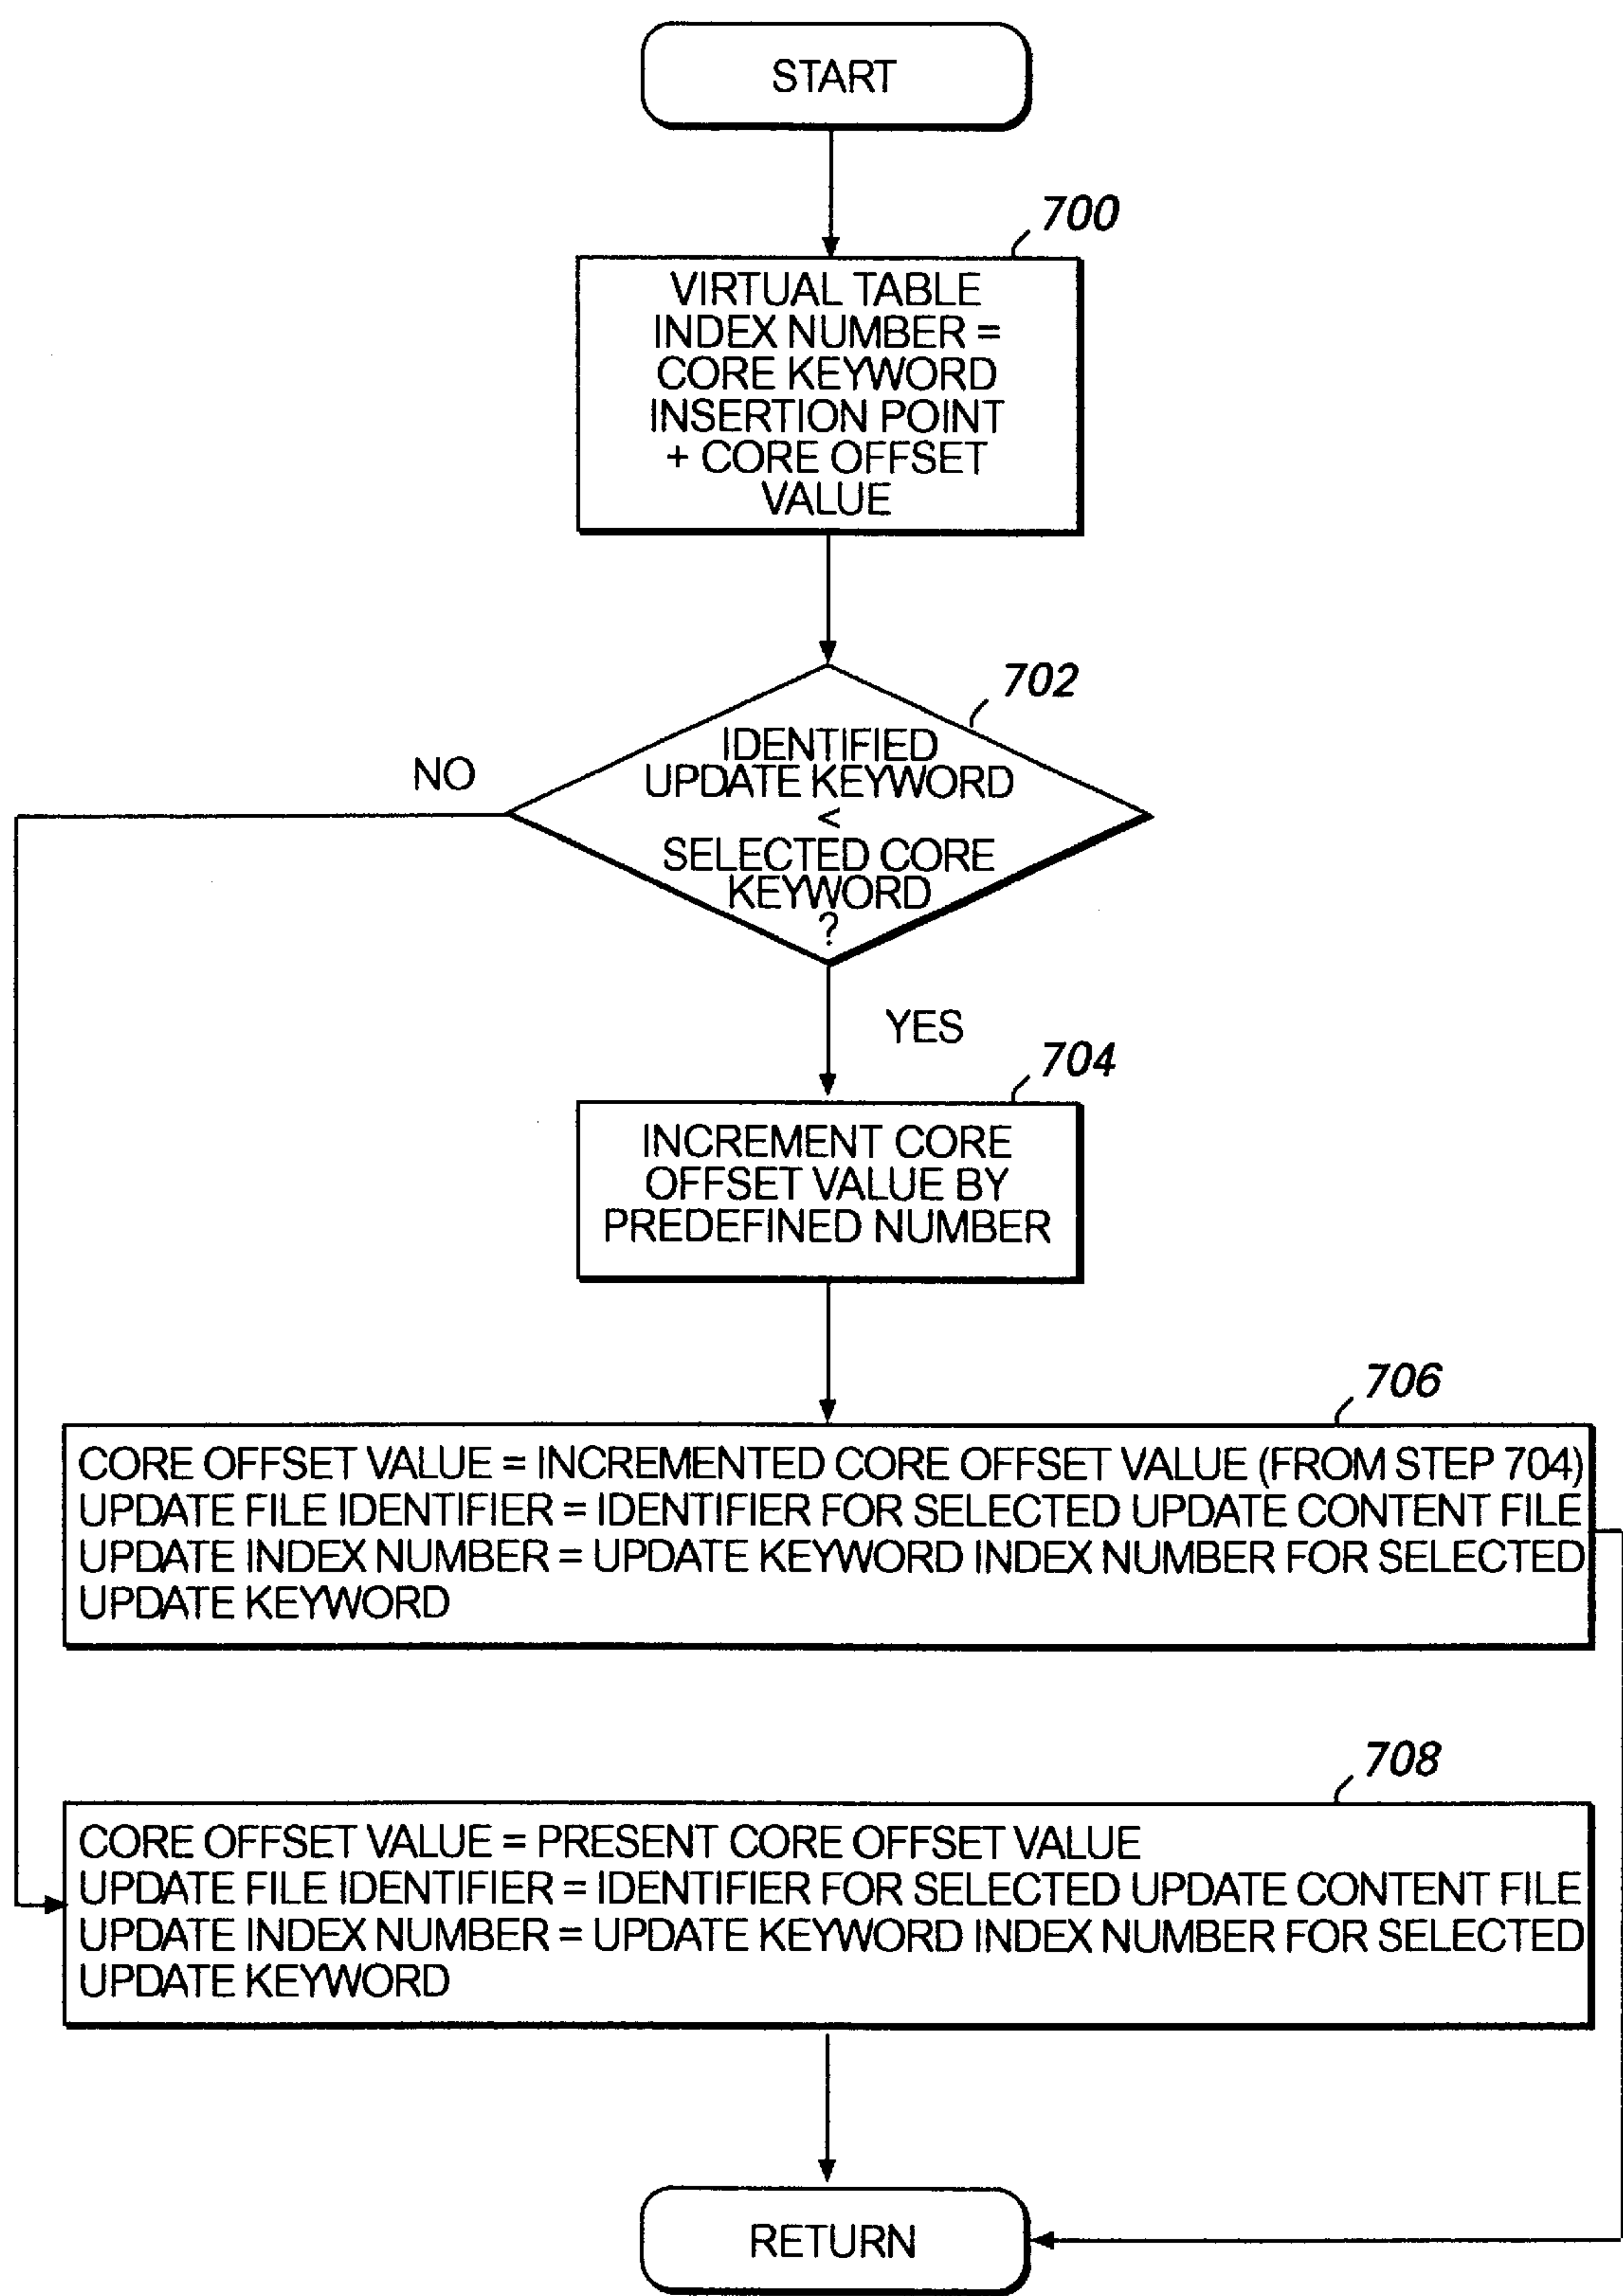 START
700
VIRTUAL TABLE
INDEX NUMBER =
CORE KEYWORD
INSERTION POINT
+ CORE OFFSET
VALUE
702
IDENTIFIED
UPDATE KEYWORD
<
SELECTED CORE
KEYWORD
?
NO
YES
704
INCREMENT CORE
OFFSET VALUE BY
PREDEFINED NUMBER
706
CORE OFFSET VALUE = INCREMENTED CORE OFFSET VALUE (FROM STEP 704)
UPDATE FILE IDENTIFIER = IDENTIFIER FOR SELECTED UPDATE CONTENT FILE
UPDATE INDEX NUMBER = UPDATE KEYWORD INDEX NUMBER FOR SELECTED
UPDATE KEYWORD
708
CORE OFFSET VALUE = PRESENT CORE OFFSET VALUE
UPDATE FILE IDENTIFIER = IDENTIFIER FOR SELECTED UPDATE CONTENT FILE
UPDATE INDEX NUMBER = UPDATE KEYWORD INDEX NUMBER FOR SELECTED
UPDATE KEYWORD
RETURN